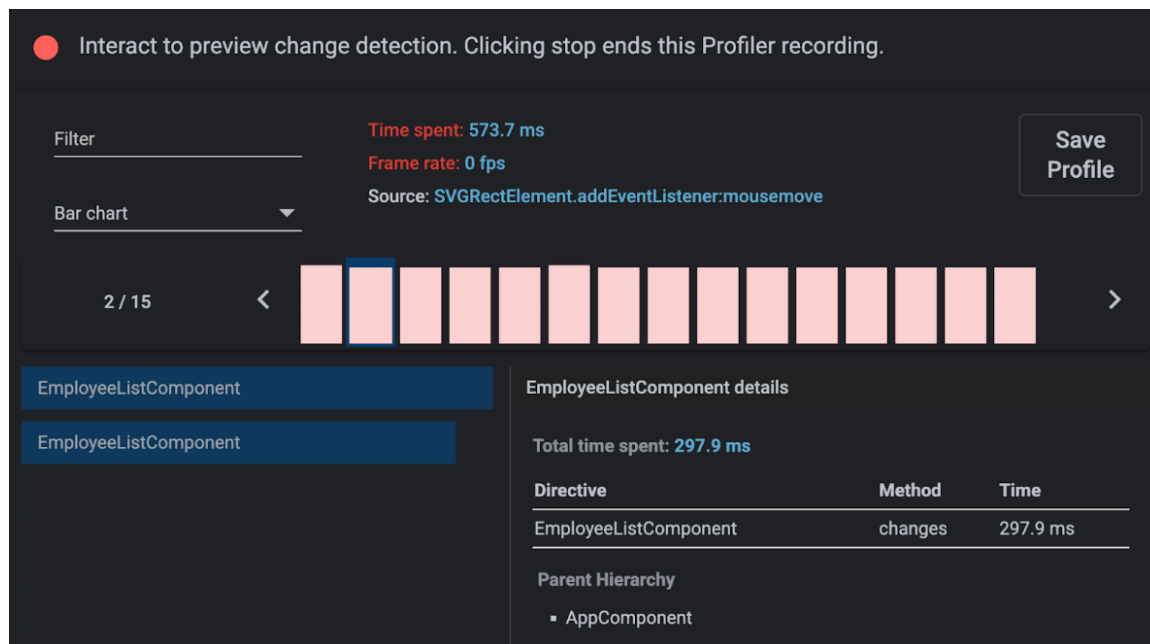 Interact to preview change detection. Clicking stop ends this Profiler recording.
Filter
Time spent: 573.7 ms
Frame rate: 0 fps
Source: SVGRectElement.addEventListener:mousemove
Save
Profile
Bar chart
2 / 15
EmployeeListComponent
EmployeeListComponent
EmployeeListComponent details
Total time spent: 297.9 ms
Directive Method Time
EmployeeListComponent changes 297.9 ms
Parent Hierarchy
▪ AppComponent